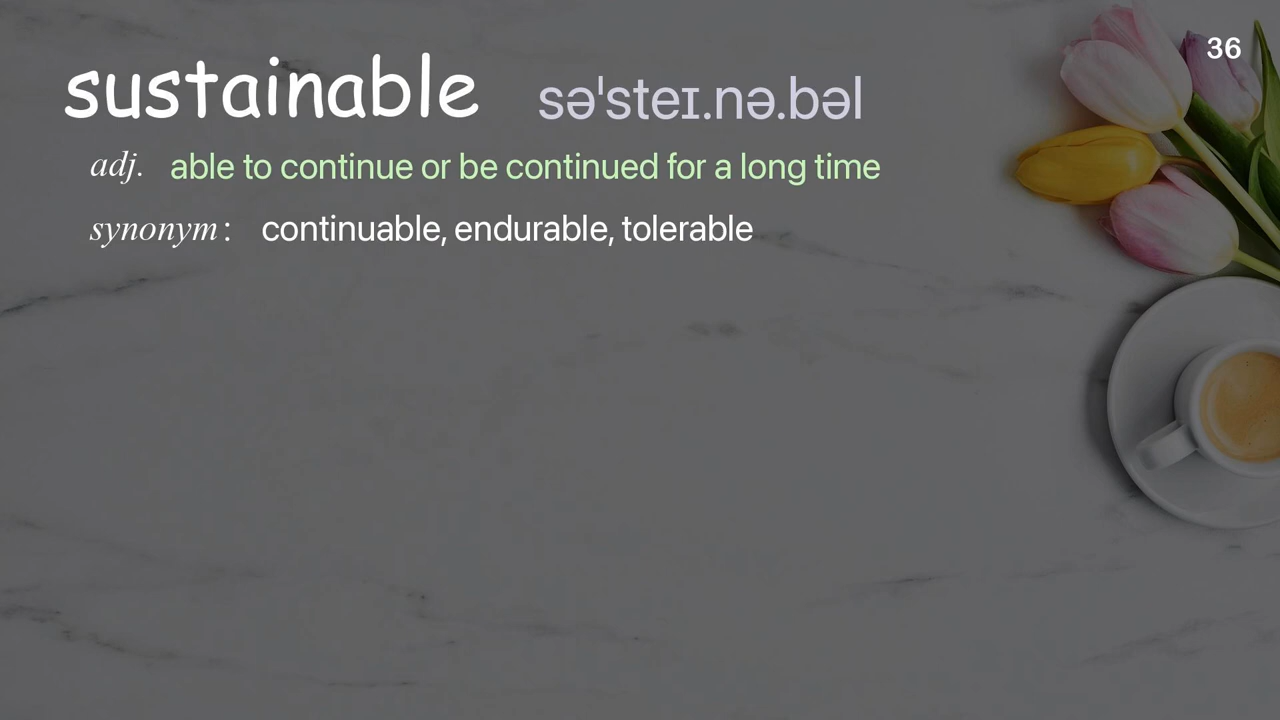 36
sustainable səˈsteɪ.nə.bəl
adj. able to continue or be continued for a long time
synonym: continuable, endurable, tolerable